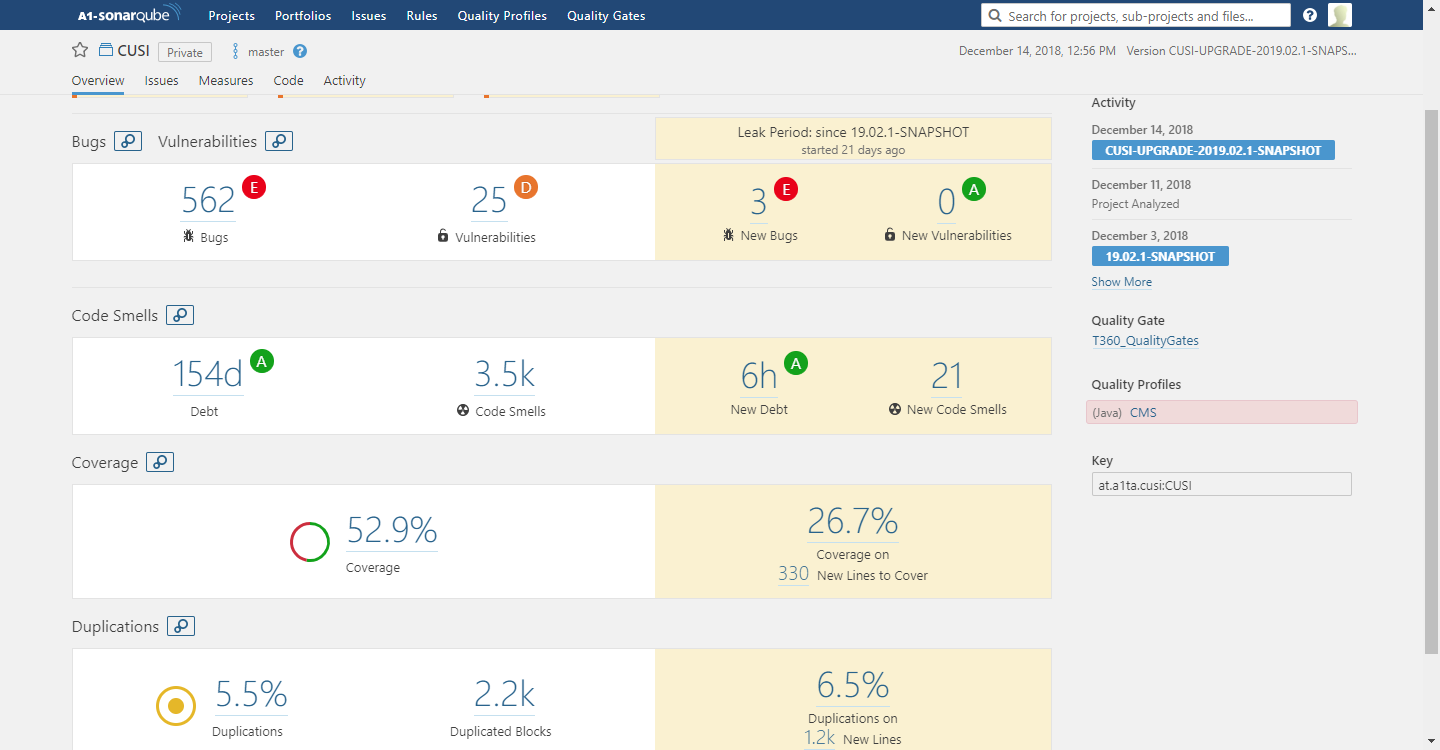 A1-sonarqube Projects Portfolios Issues Rules Quality Profiles Quality Gates Search for projects, sub-projects and files... ?
CUSI Private master ? December 14, 2018, 12:56 PM Version CUSI-UPGRADE-2019.02.1-SNAPS...
Overview Issues Measures Code Activity
Bugs Vulnerabilities
Leak Period: since 19.02.1-SNAPSHOT
started 21 days ago
562 E 25 D 3 E 0 A
Bugs Vulnerabilities New Bugs New Vulnerabilities
Code Smells
154d A 3.5k 6h A 21
Debt Code Smells New Debt New Code Smells
Coverage
52.9%
Coverage
26.7%
Coverage on
330 New Lines to Cover
Duplications
5.5% 2.2k
Duplications Duplicated Blocks
6.5%
Duplications on
1.2k New Lines
Activity
December 14, 2018
CUSI-UPGRADE-2019.02.1-SNAPSHOT
December 11, 2018
Project Analyzed
December 3, 2018
19.02.1-SNAPSHOT
Show More
Quality Gate
T360_QualityGates
Quality Profiles
(Java) CMS
Key
at.a1ta.cusi:CUSI